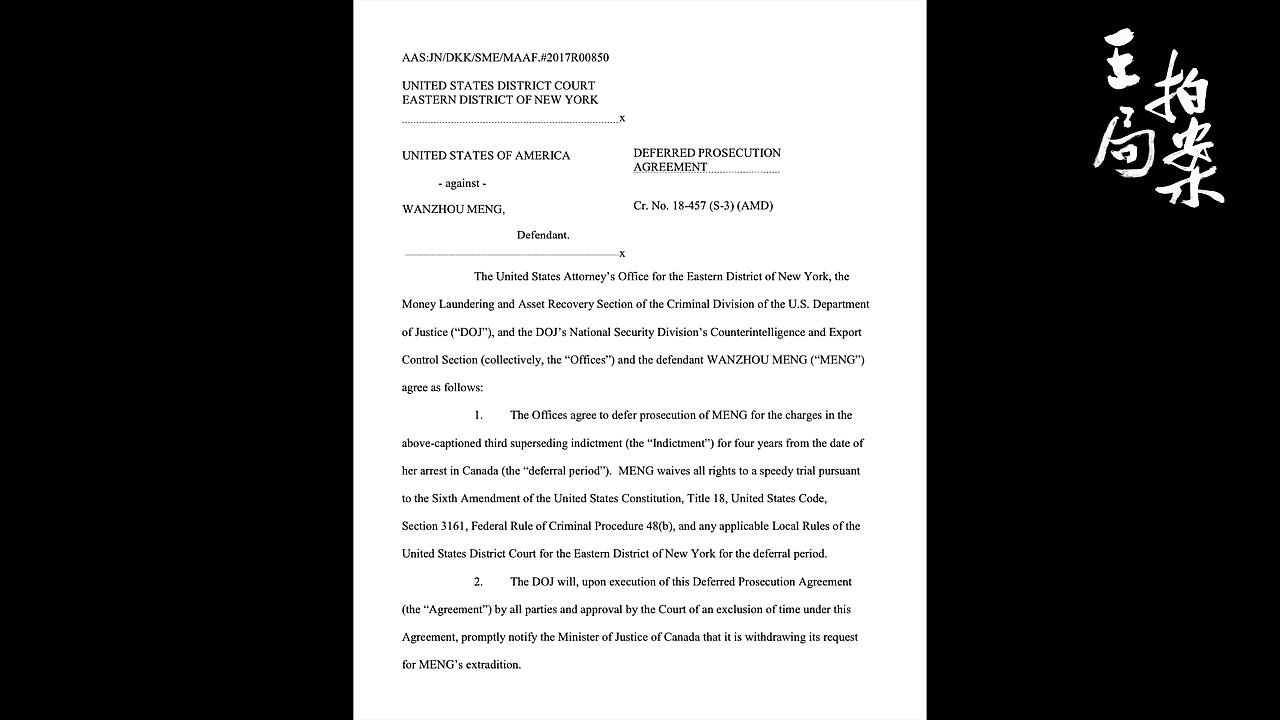 AAS:JN/DKK/SME/MAAF.#2017R00850
UNITED STATES DISTRICT COURT
EASTERN DISTRICT OF NEW YORK
x
UNITED STATES OF AMERICA
- against -
WANZHOU MENG,
Defendant.
x
DEFERRED PROSECUTION
AGREEMENT
Cr. No. 18-457 (S-3) (AMD)
The United States Attorney’s Office for the Eastern District of New York, the
Money Laundering and Asset Recovery Section of the Criminal Division of the U.S. Department
of Justice (“DOJ”), and the DOJ’s National Security Division’s Counterintelligence and Export
Control Section (collectively, the “Offices”) and the defendant WANZHOU MENG (“MENG”)
agree as follows:
1. The Offices agree to defer prosecution of MENG for the charges in the
above-captioned third superseding indictment (the “Indictment”) for four years from the date of
her arrest in Canada (the “deferral period”). MENG waives all rights to a speedy trial pursuant
to the Sixth Amendment of the United States Constitution, Title 18, United States Code,
Section 3161, Federal Rule of Criminal Procedure 48(b), and any applicable Local Rules of the
United States District Court for the Eastern District of New York for the deferral period.
2. The DOJ will, upon execution of this Deferred Prosecution Agreement
(the “Agreement”) by all parties and approval by the Court of an exclusion of time under this
Agreement, promptly notify the Minister of Justice of Canada that it is withdrawing its request
for MENG’s extradition.
王局
拍案